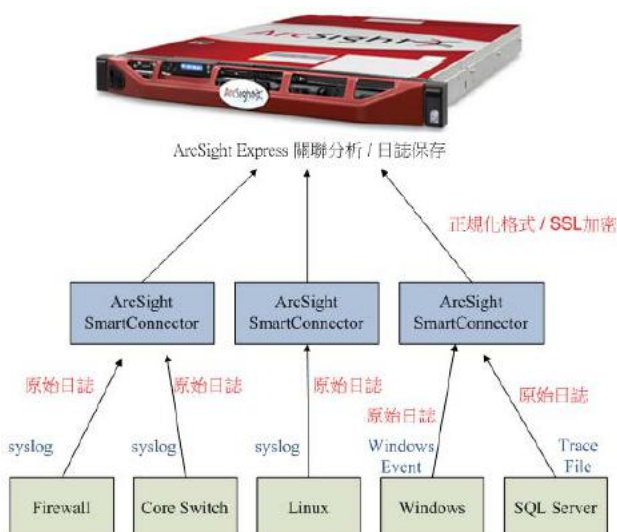 ArcSight
ArcSight
ArcSight Express 關聯分析 / 日誌保存
正規化格式 / SSL加密
ArcSight
SmartConnector
ArcSight
SmartConnector
ArcSight
SmartConnector
原始日誌
原始日誌
原始日誌
原始日誌
原始日誌
syslog
syslog
syslog
Windows
Event
Trace
File
Firewall
Core Switch
Linux
Windows
SQL Server